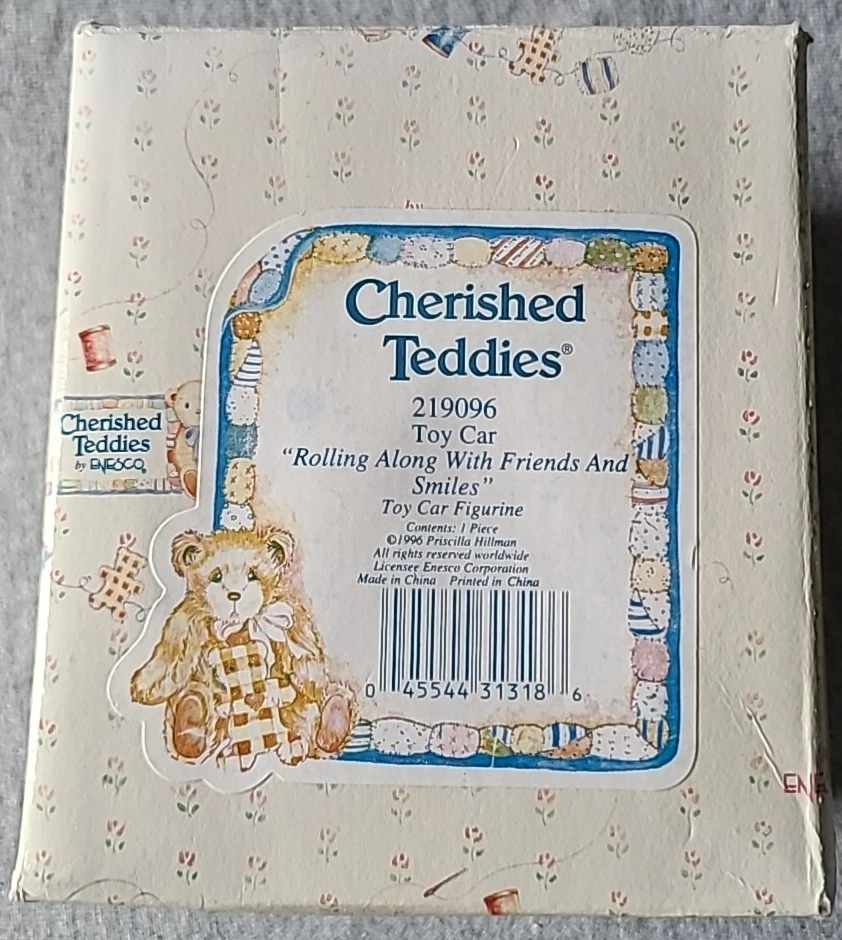 Cherished
Teddies®
219096
Toy Car
“Rolling Along With Friends And
Smiles”
Toy Car Figurine
Contents: 1 Piece
©1996 Priscilla Hillman
All rights reserved worldwide
Licensee Enesco Corporation
Made in China Printed in China
0 45544 31318 6
Cherished
Teddies
by ENESCO®
by
ENE